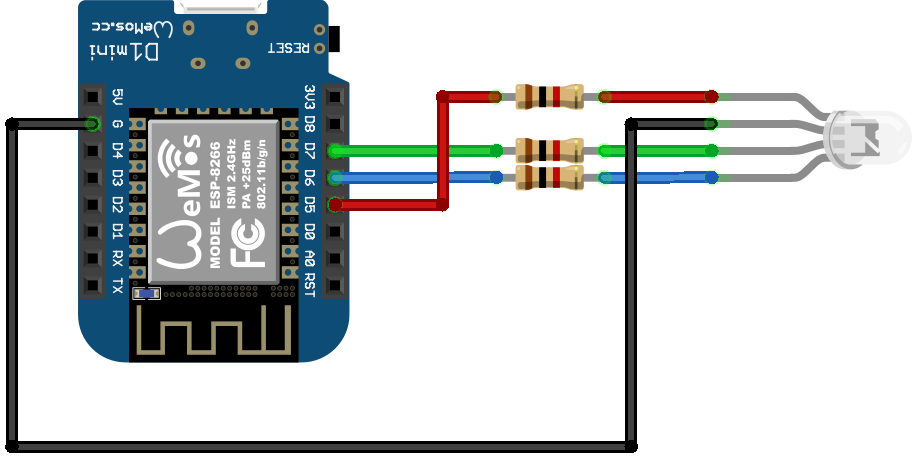 WeMos.cc
D1mini
RESET
5V
G
D4
D3
D2
D1
RX
TX
3V3
D8
D7
D6
D5
D0
A0
RST
WeMos
MODEL ESP-8266
ISM 2.4GHz
PA +25dBm
802.11b/g/n
FC